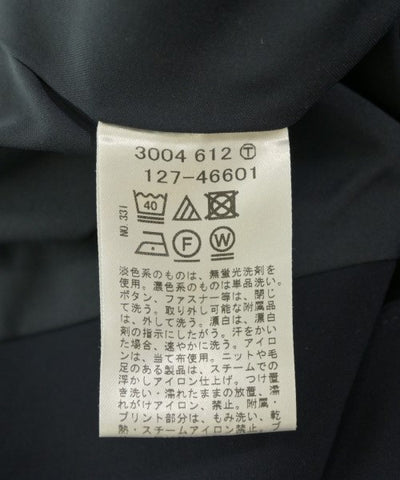 3004 612 Ⓣ
127-46601
40
NO.331
F W
淡色系のものは、無蛍光洗剤を
使用。濃色系のものは単品洗い。
ボタン、ファスナー等は、閉じ
て洗う。取り外し可能な附属品
は、外して洗う。漂白は、漂白
剤の指示にしたがう。汗をかい
た場合、速やかに洗う。アイロ
ンは、当て布使用。ニットや毛
足のある製品は、スチームでの
浮かしアイロン仕上げ。つけ置
き洗い・濡れたままの放置、濡
れがけアイロン、禁止。附属・
プリント部分は、もみ洗い、乾
熱・スチームアイロン禁止。